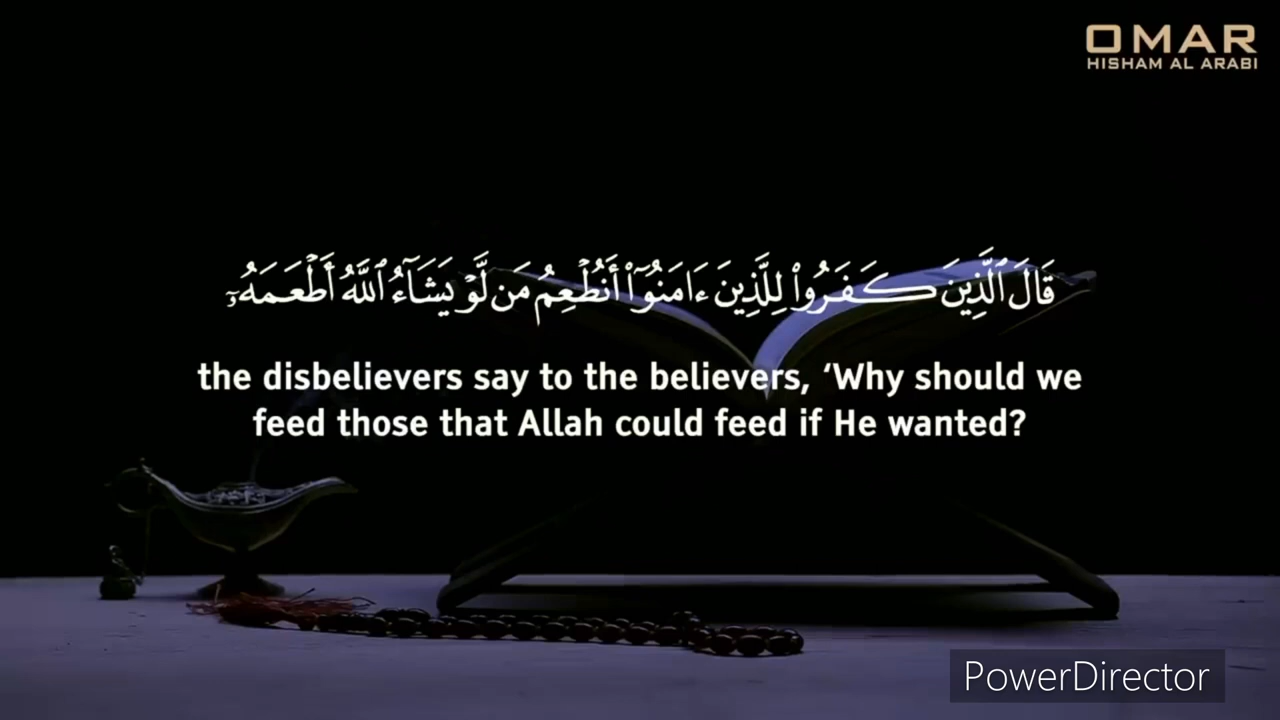 OMAR
HISHAM AL ARABI
قَالَ ٱلَّذِينَ كَفَرُوا۟ لِلَّذِينَ ءَامَنُوٓا۟ أَنُطْعِمُ مَن لَّوْ يَشَآءُ ٱللَّهُ أَطْعَمَهُۥٓ
the disbelievers say to the believers, ‘Why should we
feed those that Allah could feed if He wanted?
PowerDirector